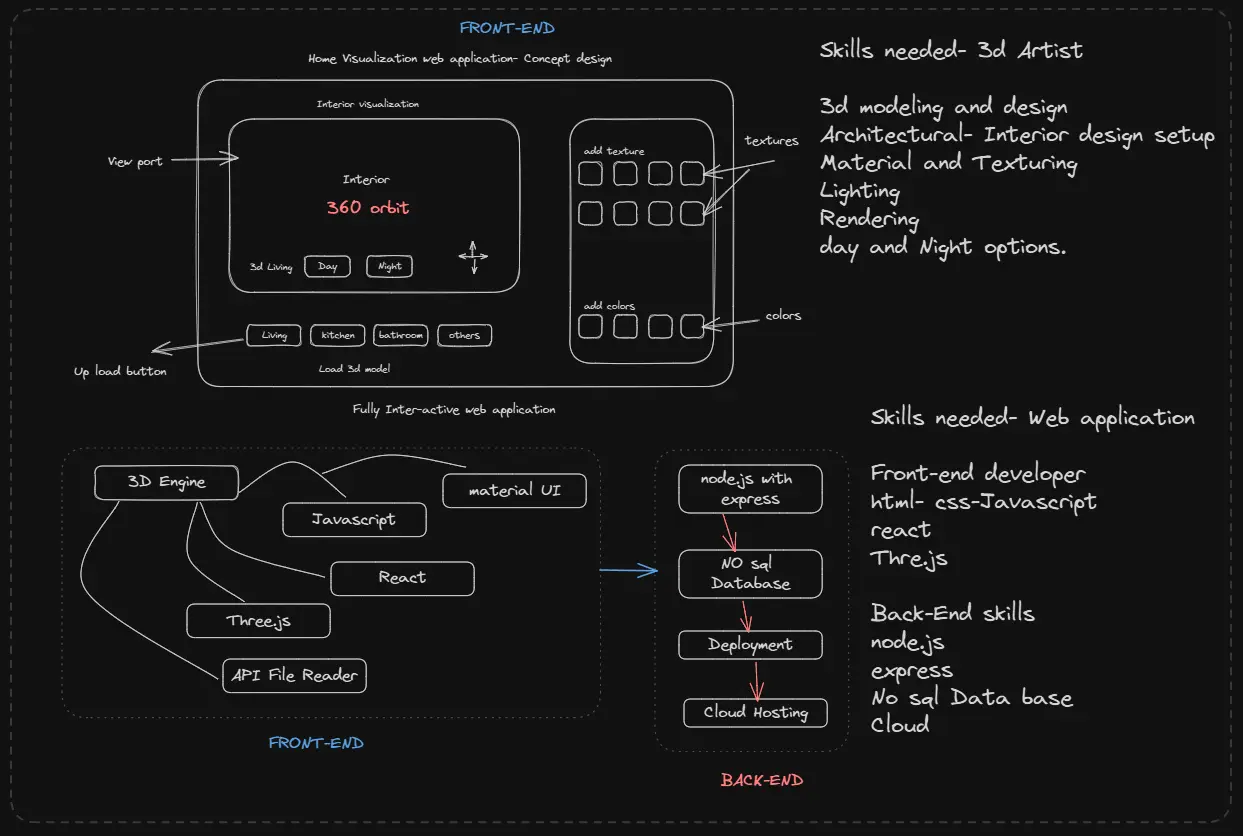 FRONT-END
Home Visualization web application- Concept design
Interior visualization
View port
Interior
360 orbit
3d Living
Day
Night
Living
kitchen
bathroom
others
Up load button
Load 3d model
add texture
textures
add colors
colors
Fully Inter-active web application
Skills needed- 3d Artist
3d modeling and design
Architectural- Interior design setup
Material and Texturing
Lighting
Rendering
day and Night options.
3D Engine
material UI
Javascript
React
Three.js
API File Reader
FRONT-END
node.js with
express
NO sql
Database
Deployment
Cloud Hosting
BACK-END
Skills needed- Web application
Front-end developer
html- css-Javascript
react
Thre.js
Back-End skills
node.js
express
No sql Data base
Cloud